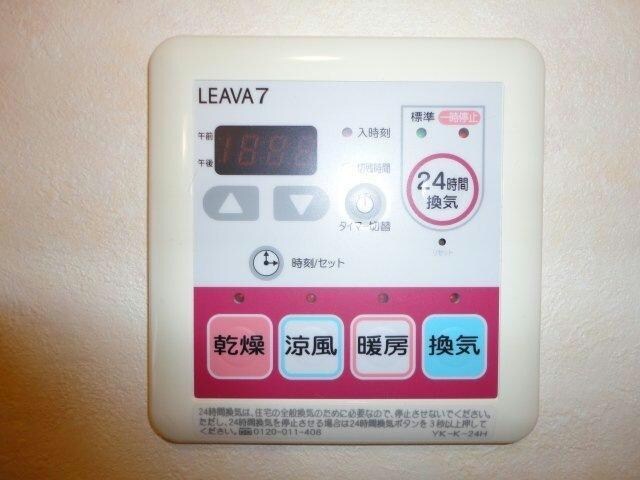 LEAVA7
標準 一時停止
午前
入時刻
午後
切残時間
24時間
換気
タイマー切替
リセット
時刻/セット
乾燥 涼風 暖房 換気
24時間換気は、住宅の全般換気のために必要なので、停止させないでください。
ただし、24時間換気を停止させる場合は24時間換気ボタンを3秒以上押して
ください。 0120-011-408 YK-K-24H